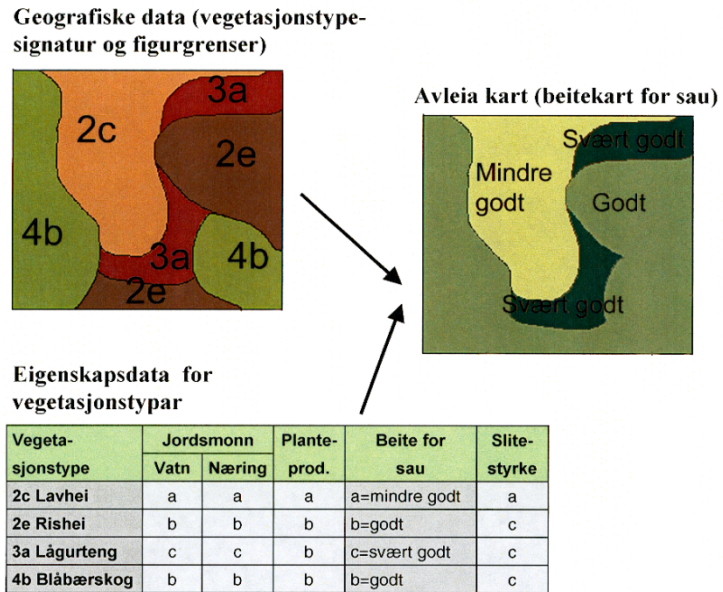 Geografiske data (vegetasjonstype-
signatur og figurgrenser)
3a
2c
2e
4b
3a
4b
2e
Avleia kart (beitekart for sau)
Svært godt
Mindre
godt
Godt
Svært godt
Eigenskapsdata for
vegetasjonstypar
Vegeta- Jordsmonn Plante- Beite for Slite-
sjonstype Vatn Næring prod. sau styrke
2c Lavhei a a a a=mindre godt a
2e Rishei b b b b=godt c
3a Lågurteng c c b c=svært godt c
4b Blåbærskog b b b b=godt c